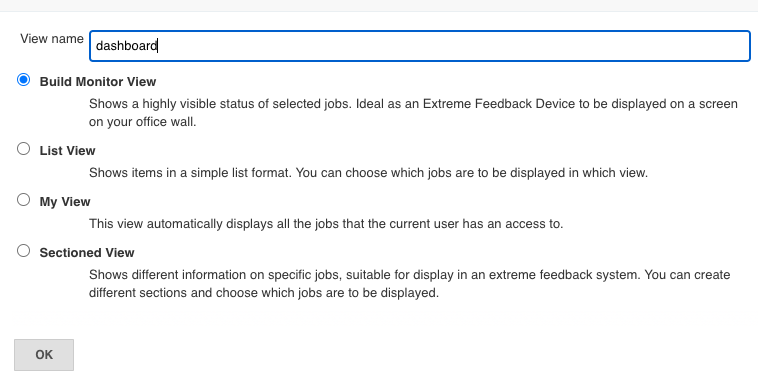 View name dashboard
Build Monitor View
Shows a highly visible status of selected jobs. Ideal as an Extreme Feedback Device to be displayed on a screen
on your office wall.
List View
Shows items in a simple list format. You can choose which jobs are to be displayed in which view.
My View
This view automatically displays all the jobs that the current user has an access to.
Sectioned View
Shows different information on specific jobs, suitable for display in an extreme feedback system. You can create
different sections and choose which jobs are to be displayed.
OK